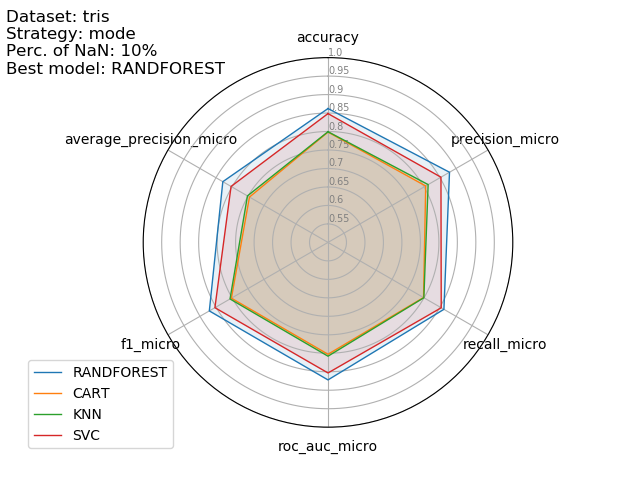 Dataset: tris
Strategy: mode
Perc. of NaN: 10%
Best model: RANDFOREST
accuracy
1.0
0.95
0.9
0.85
0.8
0.75
0.7
0.65
0.6
0.55
average_precision_micro
precision_micro
f1_micro
recall_micro
roc_auc_micro
RANDFOREST
CART
KNN
SVC